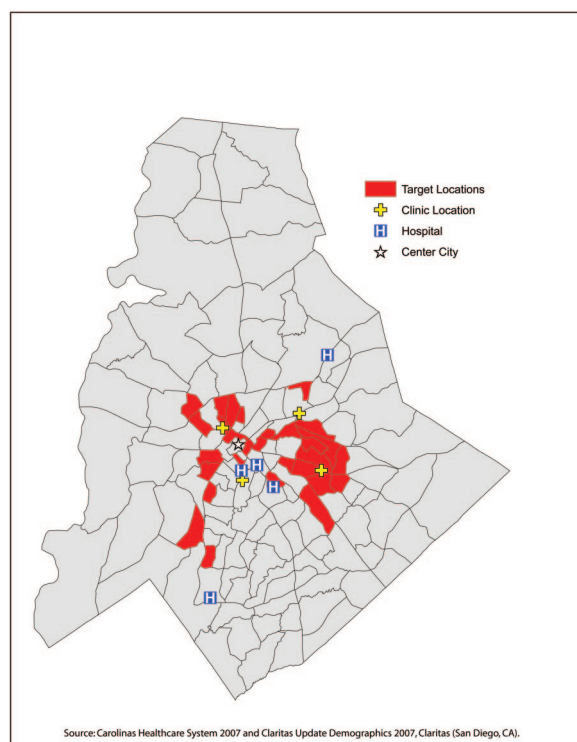 Target Locations
Clinic Location
H Hospital
Center City
H
H
H
H
H
Source: Carolinas Healthcare System 2007 and Claritas Update Demographics 2007, Claritas (San Diego, CA).